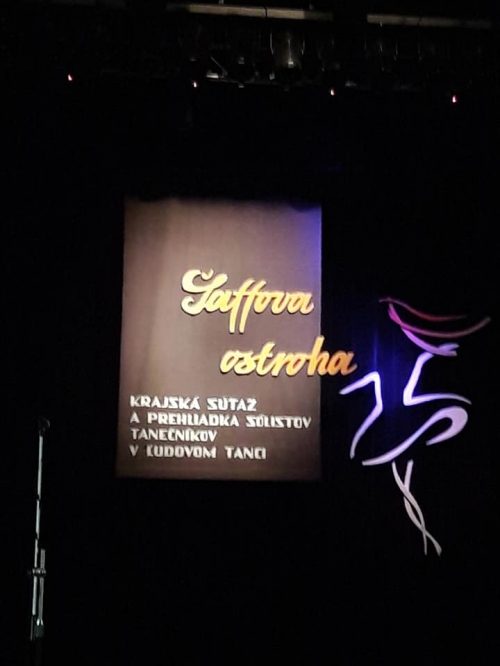 Šaffova
ostroha
KRAJSKÁ SÚŤAŽ
A PREHLIADKA SÓLISTOV
TANEČNÍKOV
V ĽUDOVOM TANCI